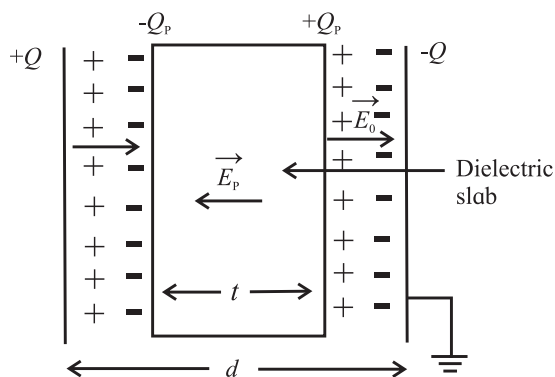 -Q_P +Q_P
+Q -Q
E_0
E_P
Dielectric
slab
t
d